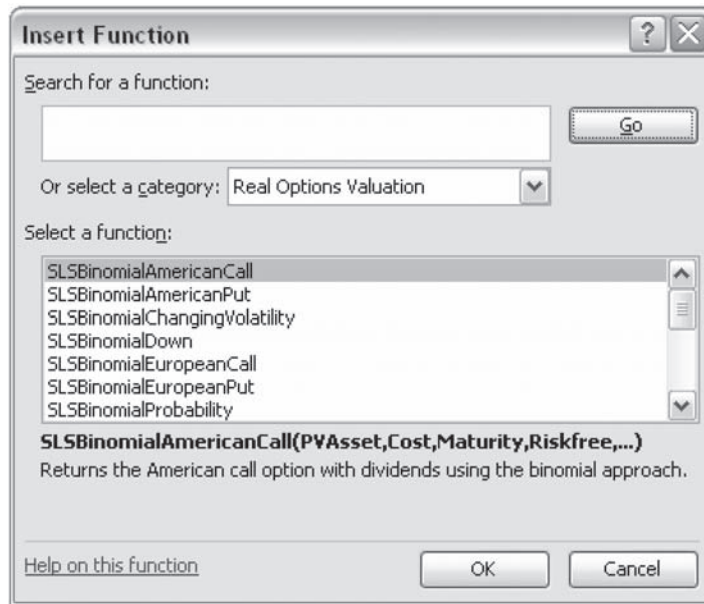 Insert Function
Search for a function:
Go
Or select a category: Real Options Valuation
Select a function:
SLSBinomialAmericanCall
SLSBinomialAmericanPut
SLSBinomialChangingVolatility
SLSBinomialDown
SLSBinomialEuropeanCall
SLSBinomialEuropeanPut
SLSBinomialProbability
SLSBinomialAmericanCall(PVAsset,Cost,Maturity,Riskfree,...)
Returns the American call option with dividends using the binomial approach.
Help on this function
OK
Cancel